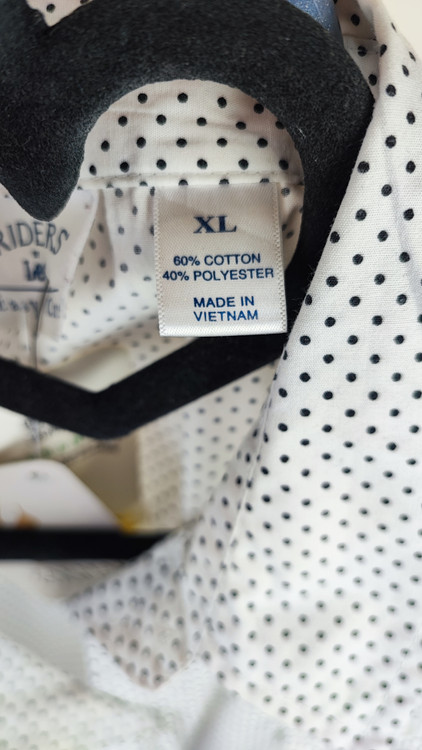 RIDERS
XL
60% COTTON
40% POLYESTER
MADE IN
VIETNAM